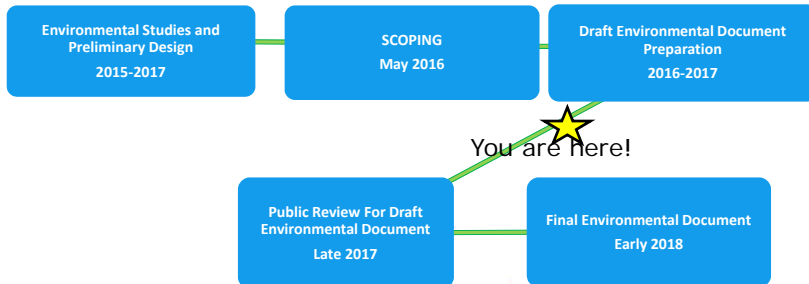 Environmental Studies and
Preliminary Design
2015-2017
SCOPING
May 2016
Draft Environmental Document
Preparation
2016-2017
You are here!
Public Review For Draft
Environmental Document
Late 2017
Final Environmental Document
Early 2018